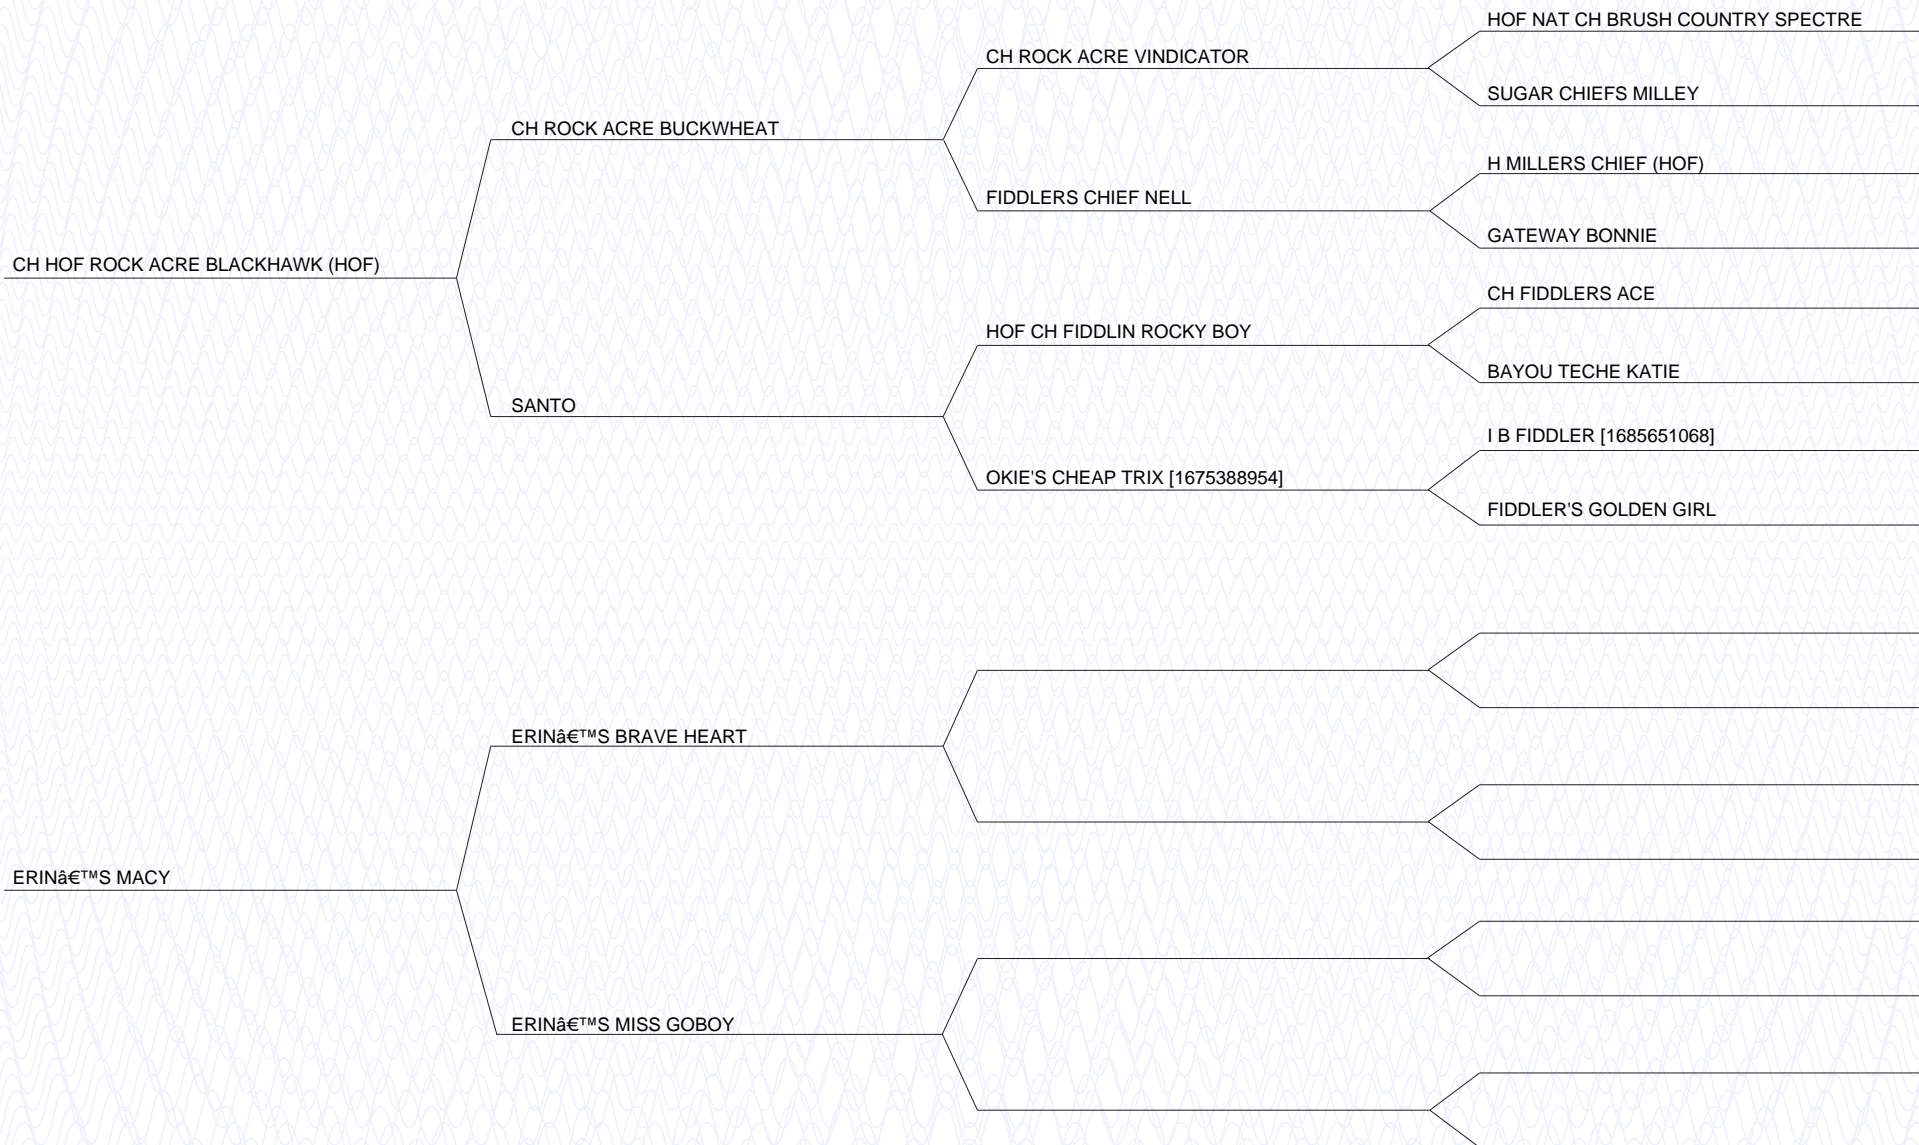 HOF NAT CH BRUSH COUNTRY SPECTRE
CH ROCK ACRE VINDICATOR
SUGAR CHIEFS MILLEY
CH ROCK ACRE BUCKWHEAT
H MILLERS CHIEF (HOF)
FIDDLERS CHIEF NELL
GATEWAY BONNIE
CH HOF ROCK ACRE BLACKHAWK (HOF)
CH FIDDLERS ACE
HOF CH FIDDLIN ROCKY BOY
BAYOU TECHE KATIE
SANTO
I B FIDDLER [1685651068]
OKIE'S CHEAP TRIX [1675388954]
FIDDLER'S GOLDEN GIRL
ERINâ€™S BRAVE HEART
ERINâ€™S MACY
ERINâ€™S MISS GOBOY